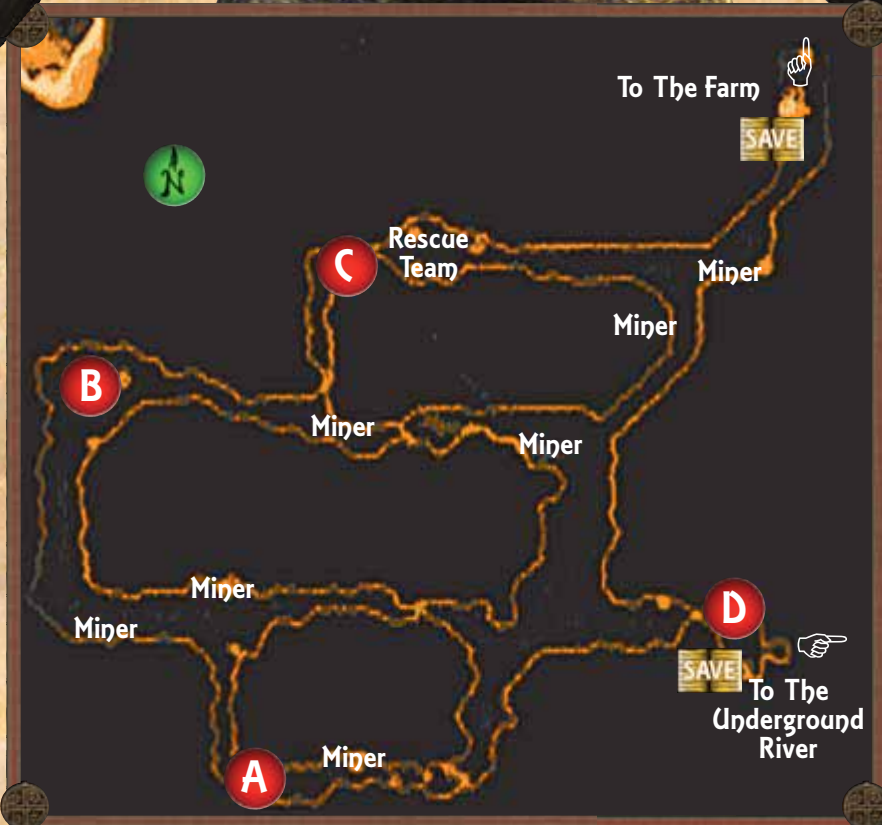 To The Farm
SAVE
N
Rescue
Team
C
Miner
Miner
B
Miner
Miner
Miner
D
Miner
SAVE
To The
Underground
River
Miner
A